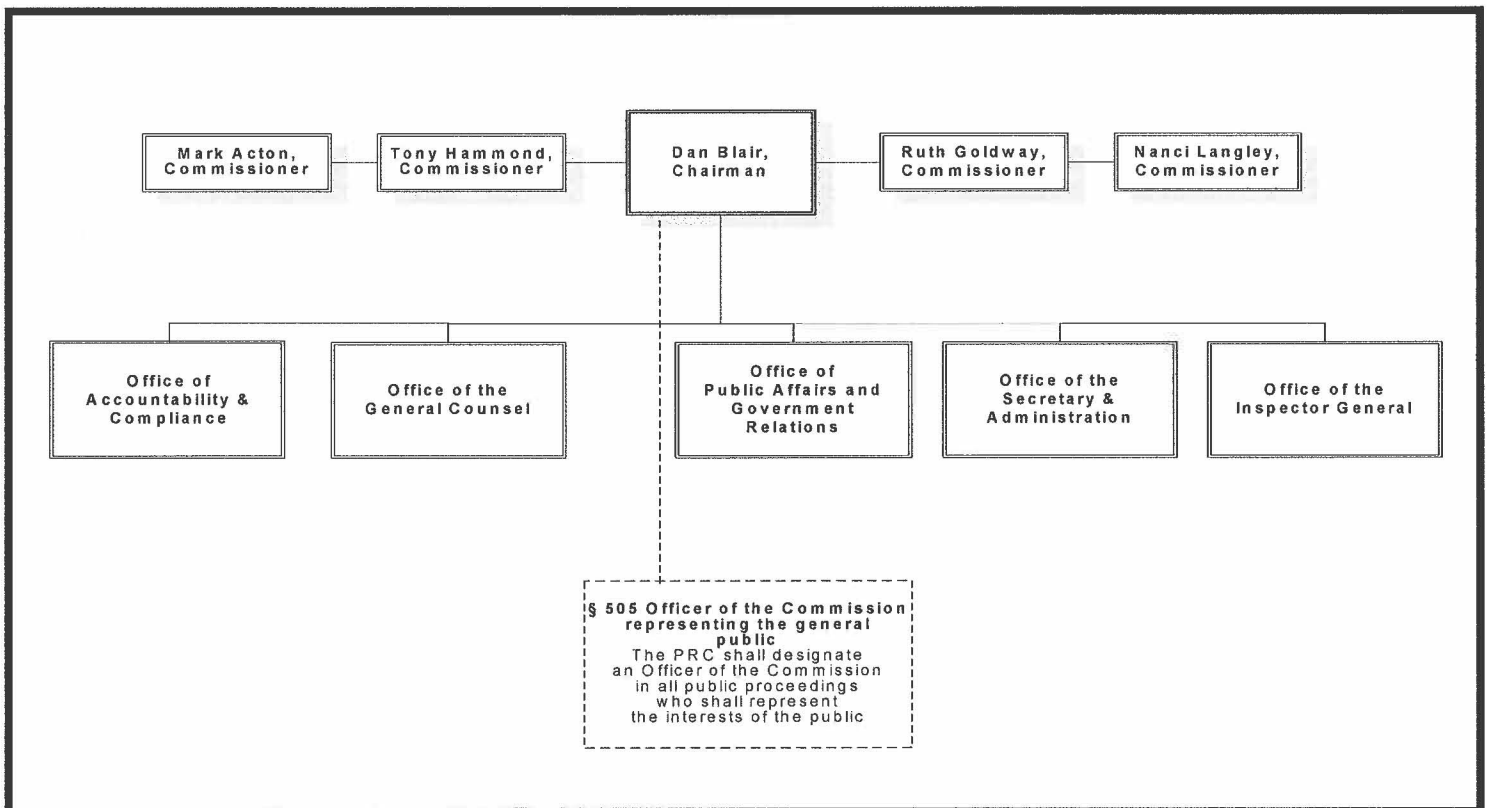 Mark Acton,
Commissioner
Tony Hammond,
Commissioner
Dan Blair,
Chairman
Ruth Goldway,
Commissioner
Nanci Langley,
Commissioner
Office of
Accountability &
Compliance
Office of the
General Counsel
Office of
Public Affairs and
Government
Relations
Office of the
Secretary &
Administration
Office of the
Inspector General
§ 505 Officer of the Commission
representing the general
public
The PRC shall designate
an Officer of the Commission
in all public proceedings
who shall represent
the interests of the public